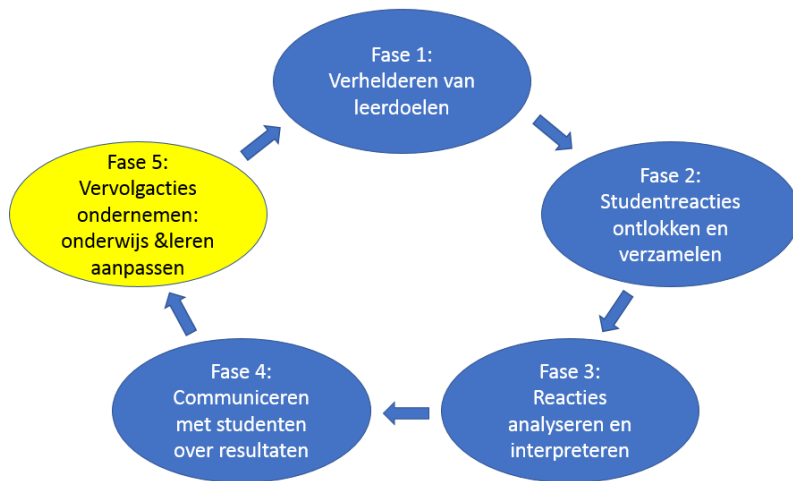 Fase 1:
Verhelderen van
leerdoelen
Fase 2:
Studentreacties
ontlokken en
verzamelen
Fase 3:
Reacties
analyseren en
interpreteren
Fase 4:
Communiceren
met studenten
over resultaten
Fase 5:
Vervolgacties
ondernemen:
onderwijs &leren
aanpassen